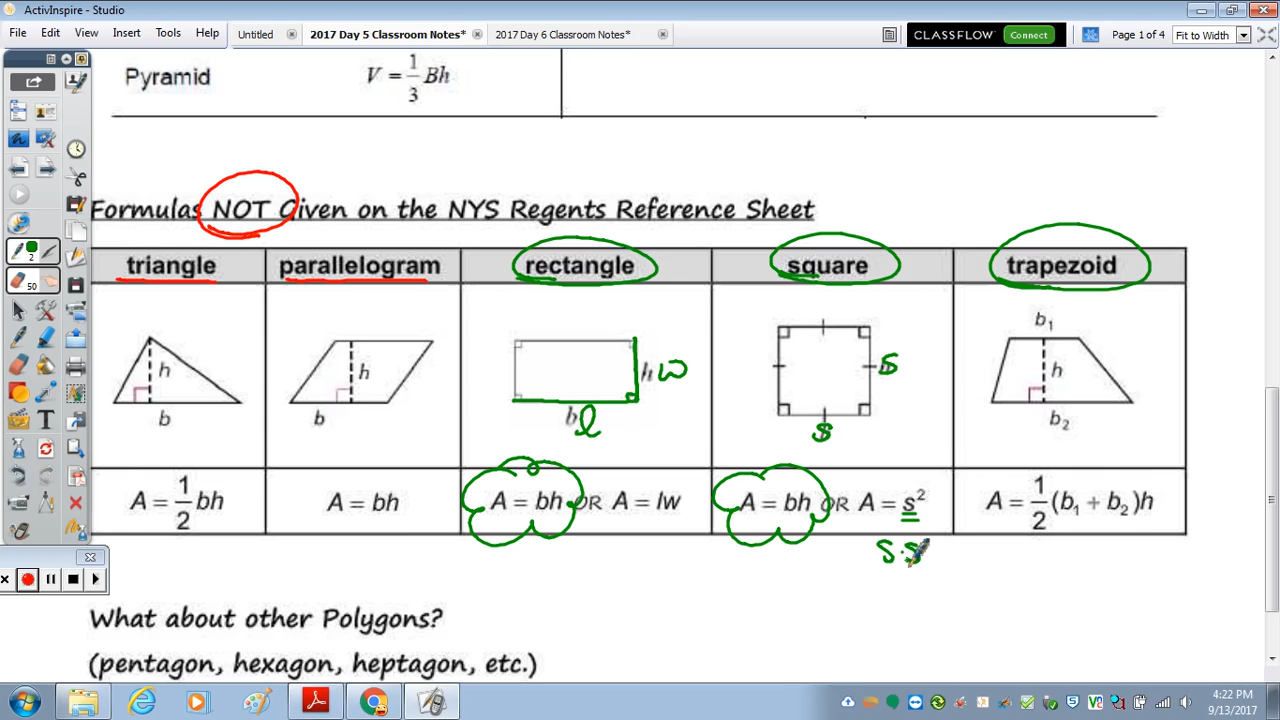 ActivInspire - Studio
File Edit View Insert Tools Help
Untitled
2017 Day 5 Classroom Notes*
2017 Day 6 Classroom Notes*
CLASSFLOW Connect
Page 1 of 4
Fit to Width
Pyramid
V = 1/3 Bh
Formulas NOT Given on the NYS Regents Reference Sheet
triangle parallelogram rectangle square trapezoid
h
b
h
b
h w
b l
s
s
b₁
h
b₂
A = 1/2 bh
A = bh
A = bh OR A = lw
A = bh OR A = s²
A = 1/2 (b₁ + b₂)h
s·s
2
50
What about other Polygons?
(pentagon, hexagon, heptagon, etc.)
4:22 PM
9/13/2017